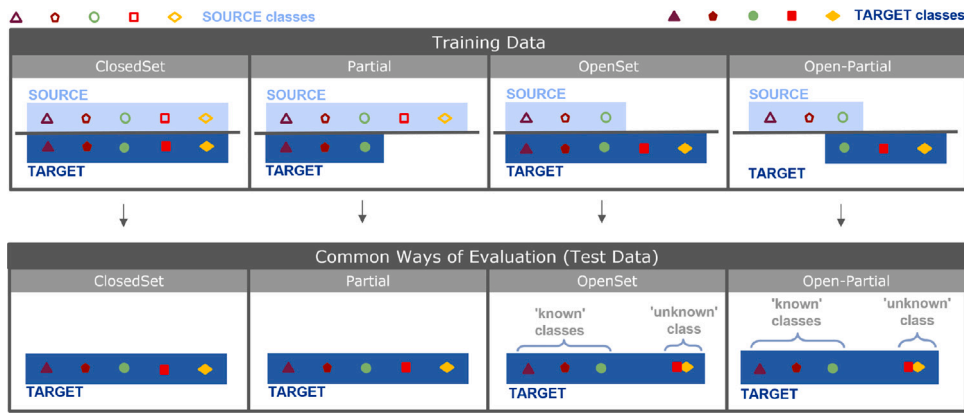 SOURCE classes
TARGET classes
Training Data
ClosedSet
Partial
OpenSet
Open-Partial
SOURCE
TARGET
SOURCE
TARGET
SOURCE
TARGET
SOURCE
TARGET
Common Ways of Evaluation (Test Data)
ClosedSet
Partial
OpenSet
Open-Partial
TARGET
TARGET
'known'
classes
'unknown'
class
TARGET
'known'
classes
'unknown'
class
TARGET